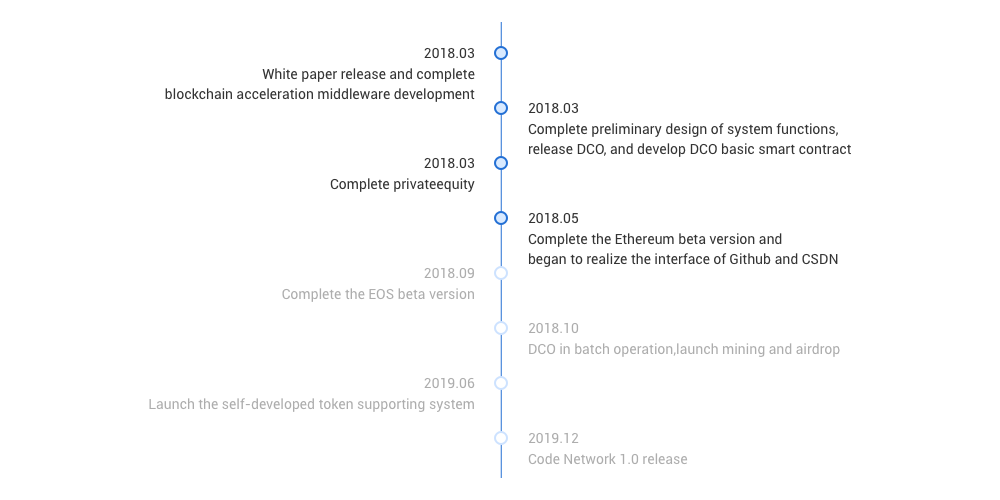 2018.03
White paper release and complete
blockchain acceleration middleware development
2018.03
Complete preliminary design of system functions,
release DCO, and develop DCO basic smart contract
2018.03
Complete privateequity
2018.05
Complete the Ethereum beta version and
began to realize the interface of Github and CSDN
2018.09
Complete the EOS beta version
2018.10
DCO in batch operation,launch mining and airdrop
2019.06
Launch the self-developed token supporting system
2019.12
Code Network 1.0 release